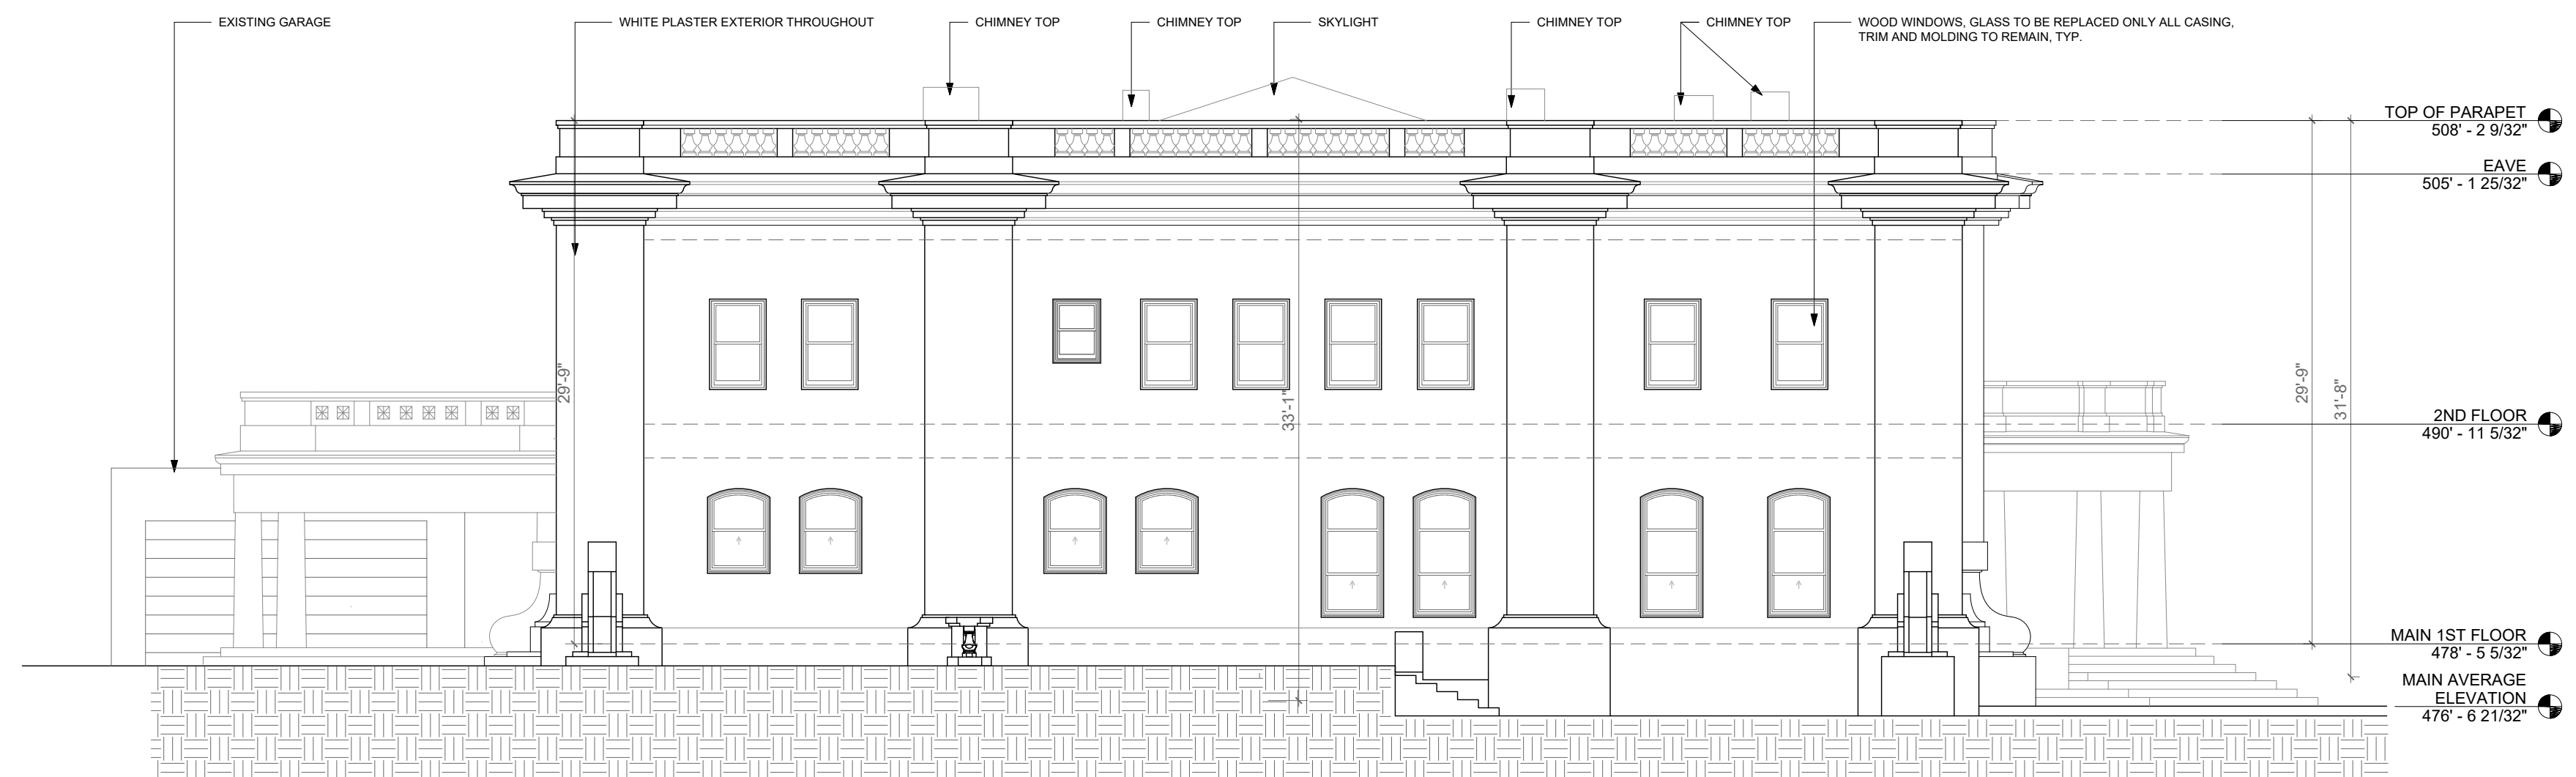 EXISTING GARAGE
WHITE PLASTER EXTERIOR THROUGHOUT
CHIMNEY TOP
CHIMNEY TOP
SKYLIGHT
CHIMNEY TOP
CHIMNEY TOP
WOOD WINDOWS, GLASS TO BE REPLACED ONLY ALL CASING,
TRIM AND MOLDING TO REMAIN, TYP.
TOP OF PARAPET
508' - 2 9/32"
EAVE
505' - 1 25/32"
29'-9"
33'-1"
29'-9"
31'-8"
2ND FLOOR
490' - 11 5/32"
MAIN 1ST FLOOR
478' - 5 5/32"
MAIN AVERAGE
ELEVATION
476' - 6 21/32"